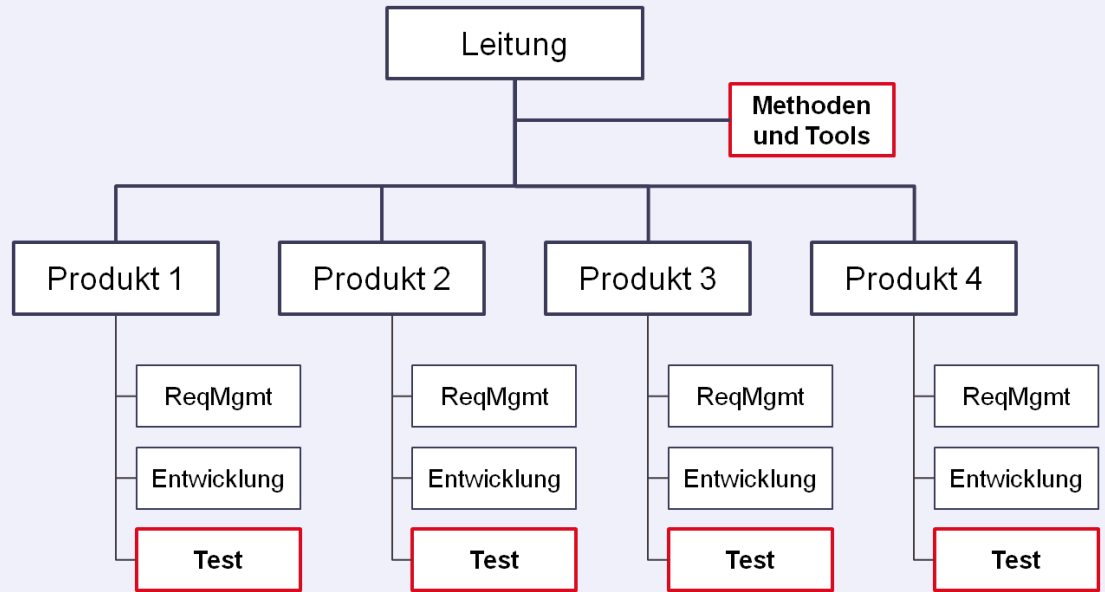 Leitung
Methoden
und Tools
Produkt 1
Produkt 2
Produkt 3
Produkt 4
ReqMgmt
ReqMgmt
ReqMgmt
ReqMgmt
Entwicklung
Entwicklung
Entwicklung
Entwicklung
Test
Test
Test
Test